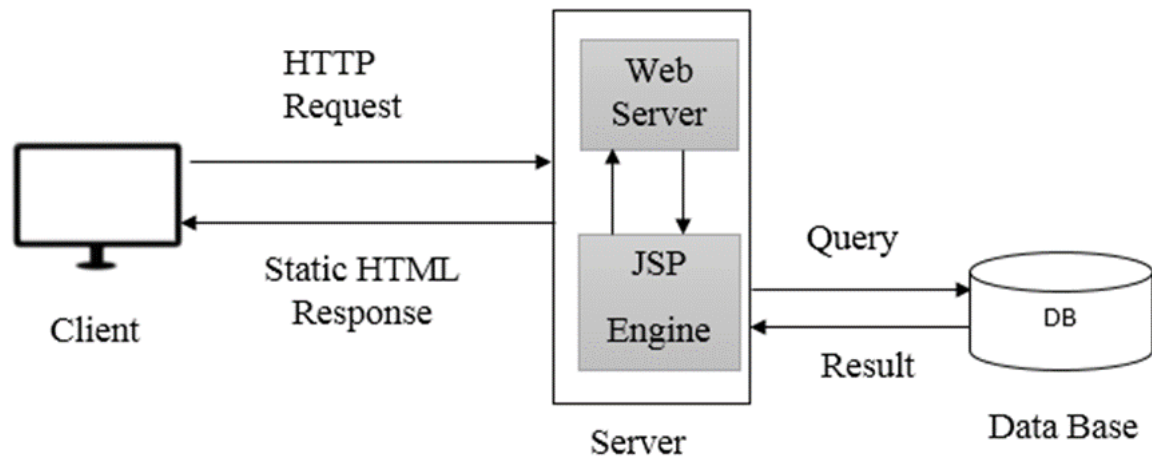 HTTP
Request
Static HTML
Response
Client
Web
Server
JSP
Engine
Server
Query
Result
DB
Data Base